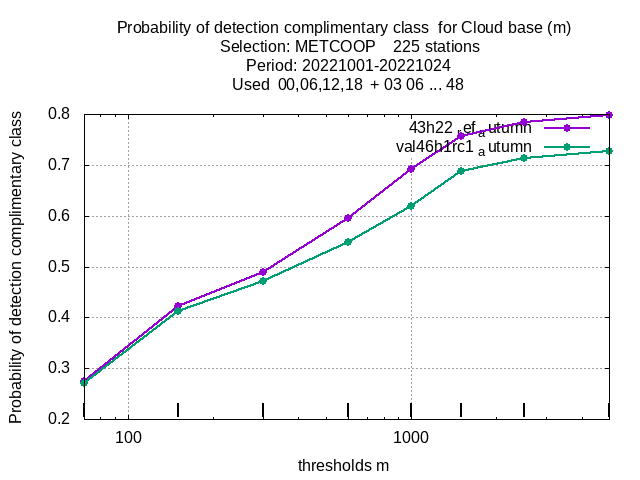 Probability of detection complimentary class  for Cloud base (m)
Selection: METCOOP    225 stations
Period: 20221001-20221024
Used  00,06,12,18  + 03 06 ... 48
Probability of detection complimentary class
0.8
0.7
0.6
0.5
0.4
0.3
0.2
43h22_ref_autumn
val46h1rc1_autumn
100
1000
thresholds m